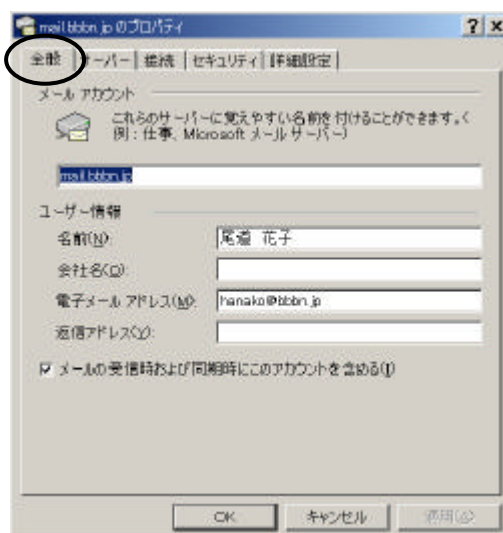 mail.bbbn.jp のプロパティ
全般
サーバー
接続
セキュリティ
詳細設定
メール アカウント
これらのサーバーに覚えやすい名前を付けることができます。(
例 : 仕事、Microsoft メール サーバー)
mail.bbbn.jp
ユーザー情報
名前(N):
尾道 花子
会社名(O):
電子メール アドレス(M):
hanako@bbbn.jp
返信アドレス(Y):
メールの受信時および同期時にこのアカウントを含める(I)
OK
キャンセル
適用(A)